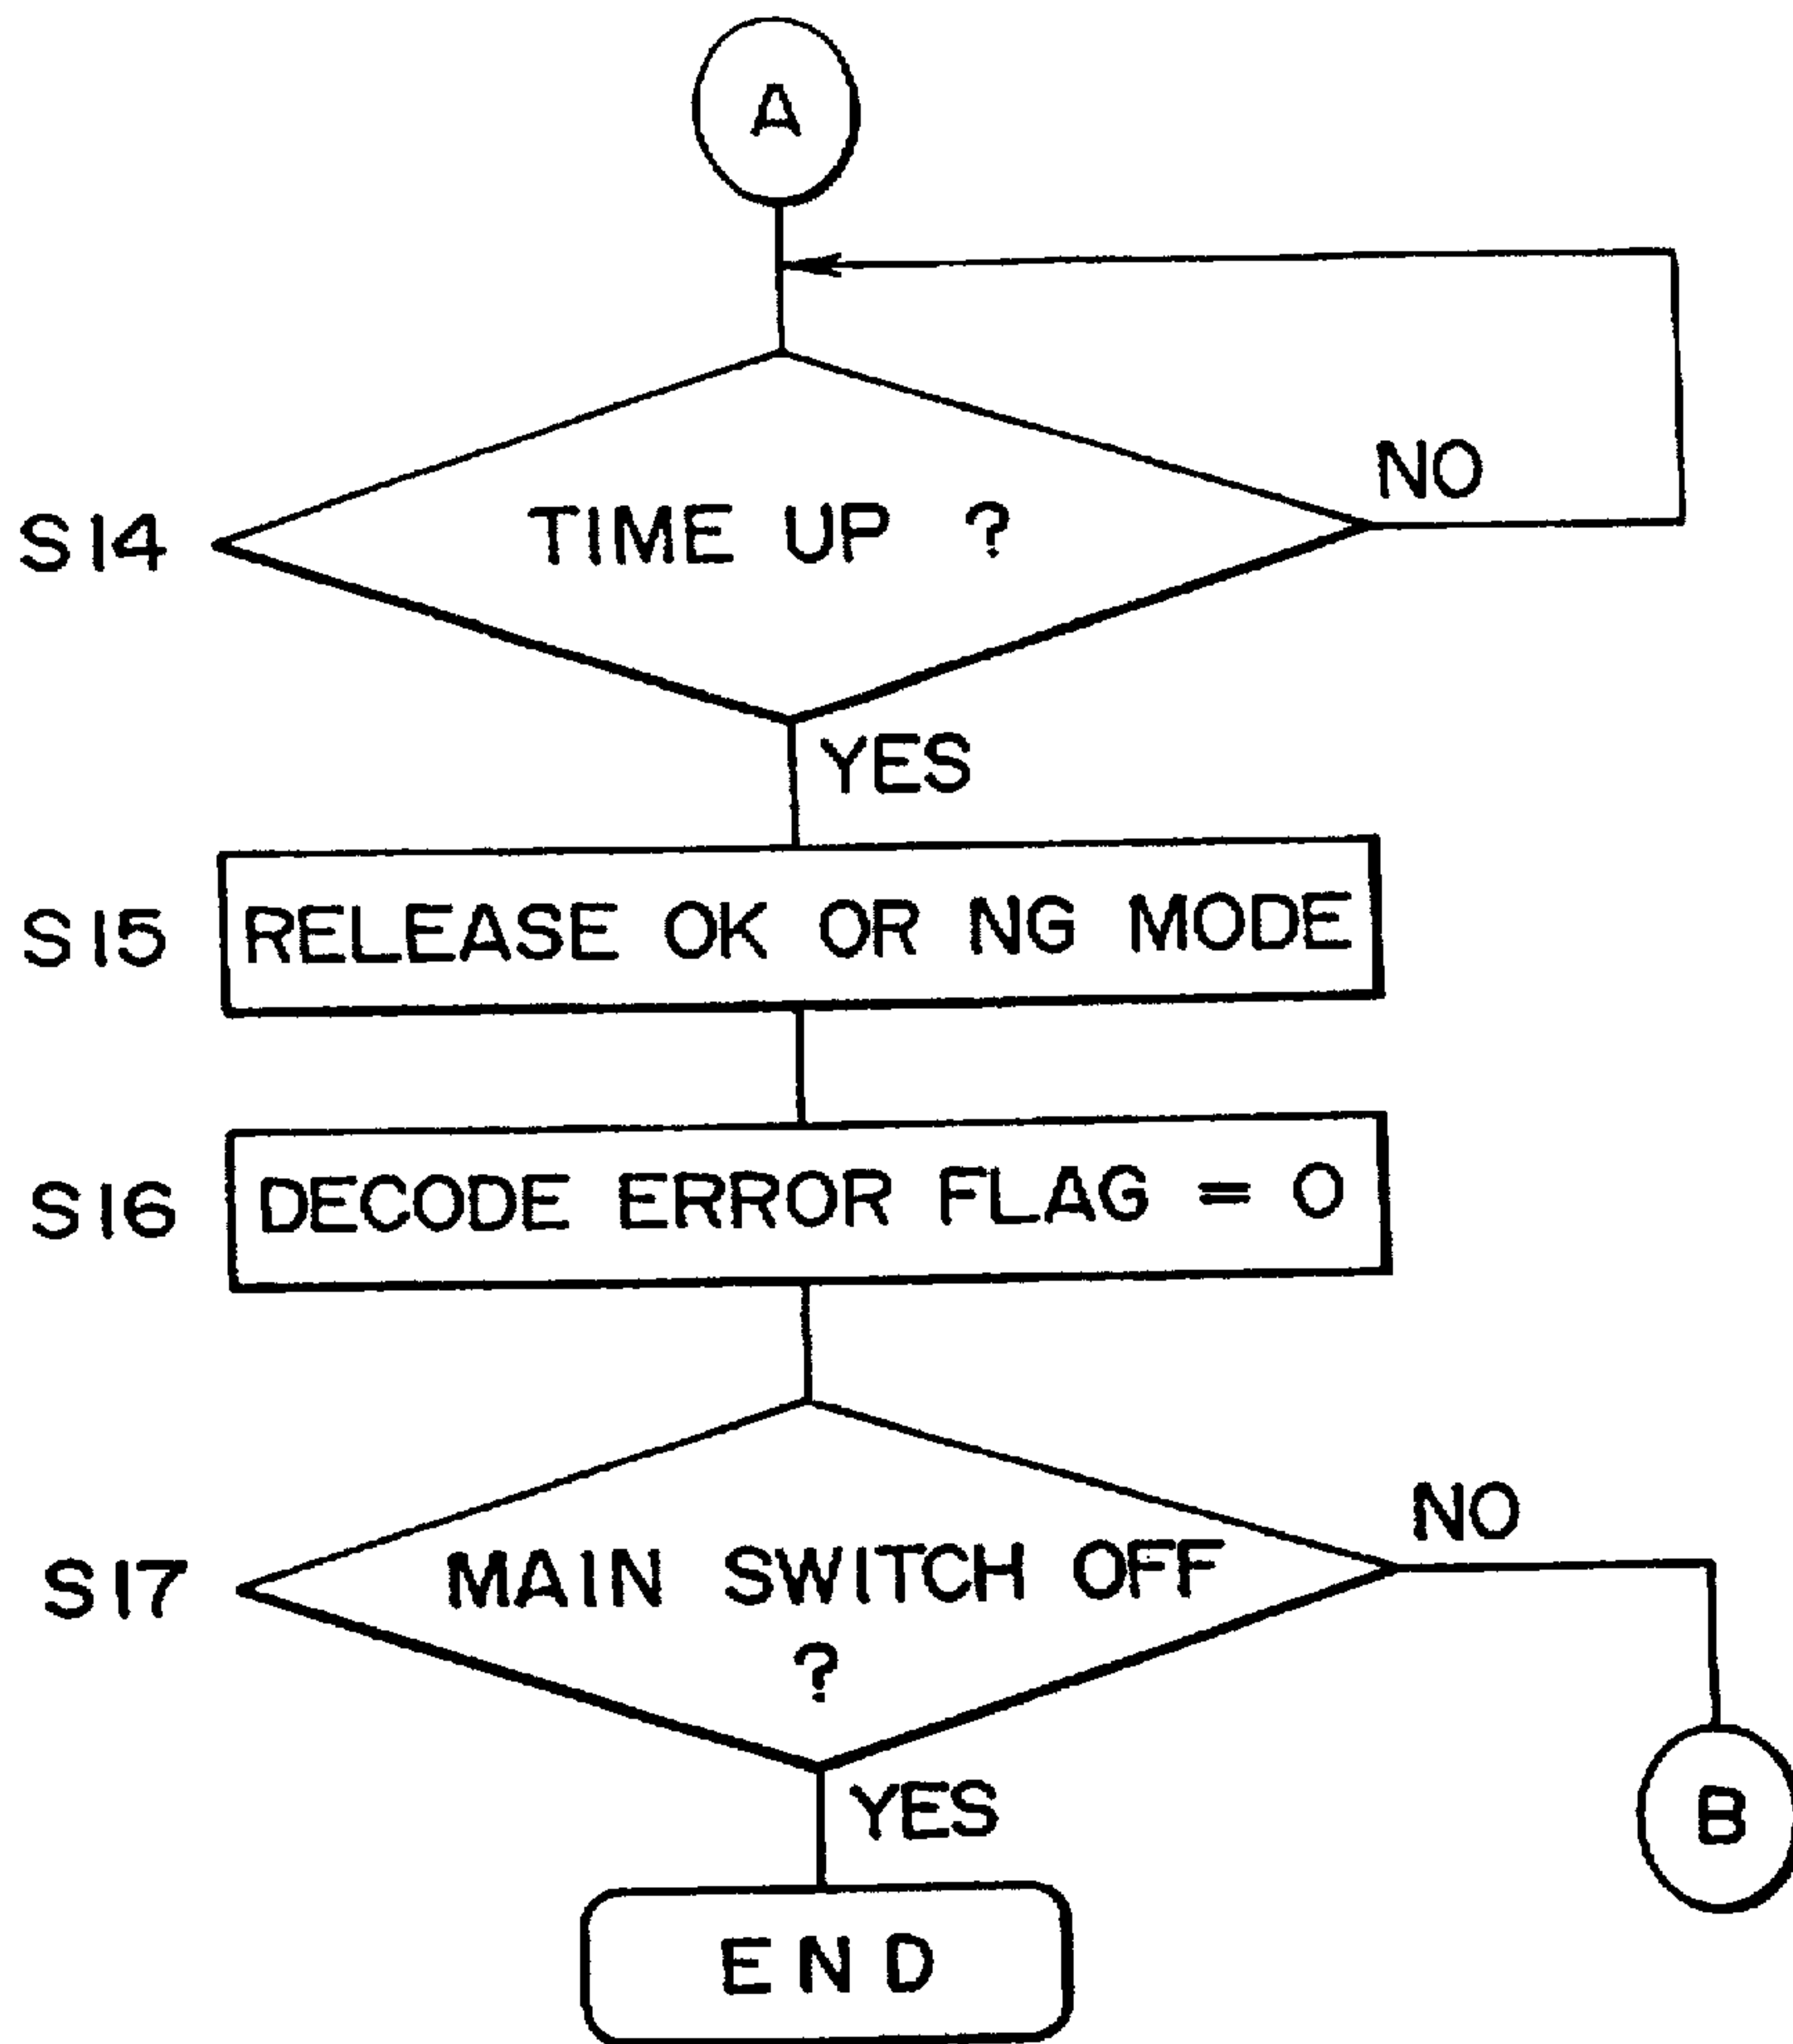 A
NO
S14
TIME UP ?
YES
S15
RELEASE OK OR NG MODE
S16
DECODE ERROR FLAG = 0
NO
S17
MAIN SWITCH OFF
?
YES
B
END